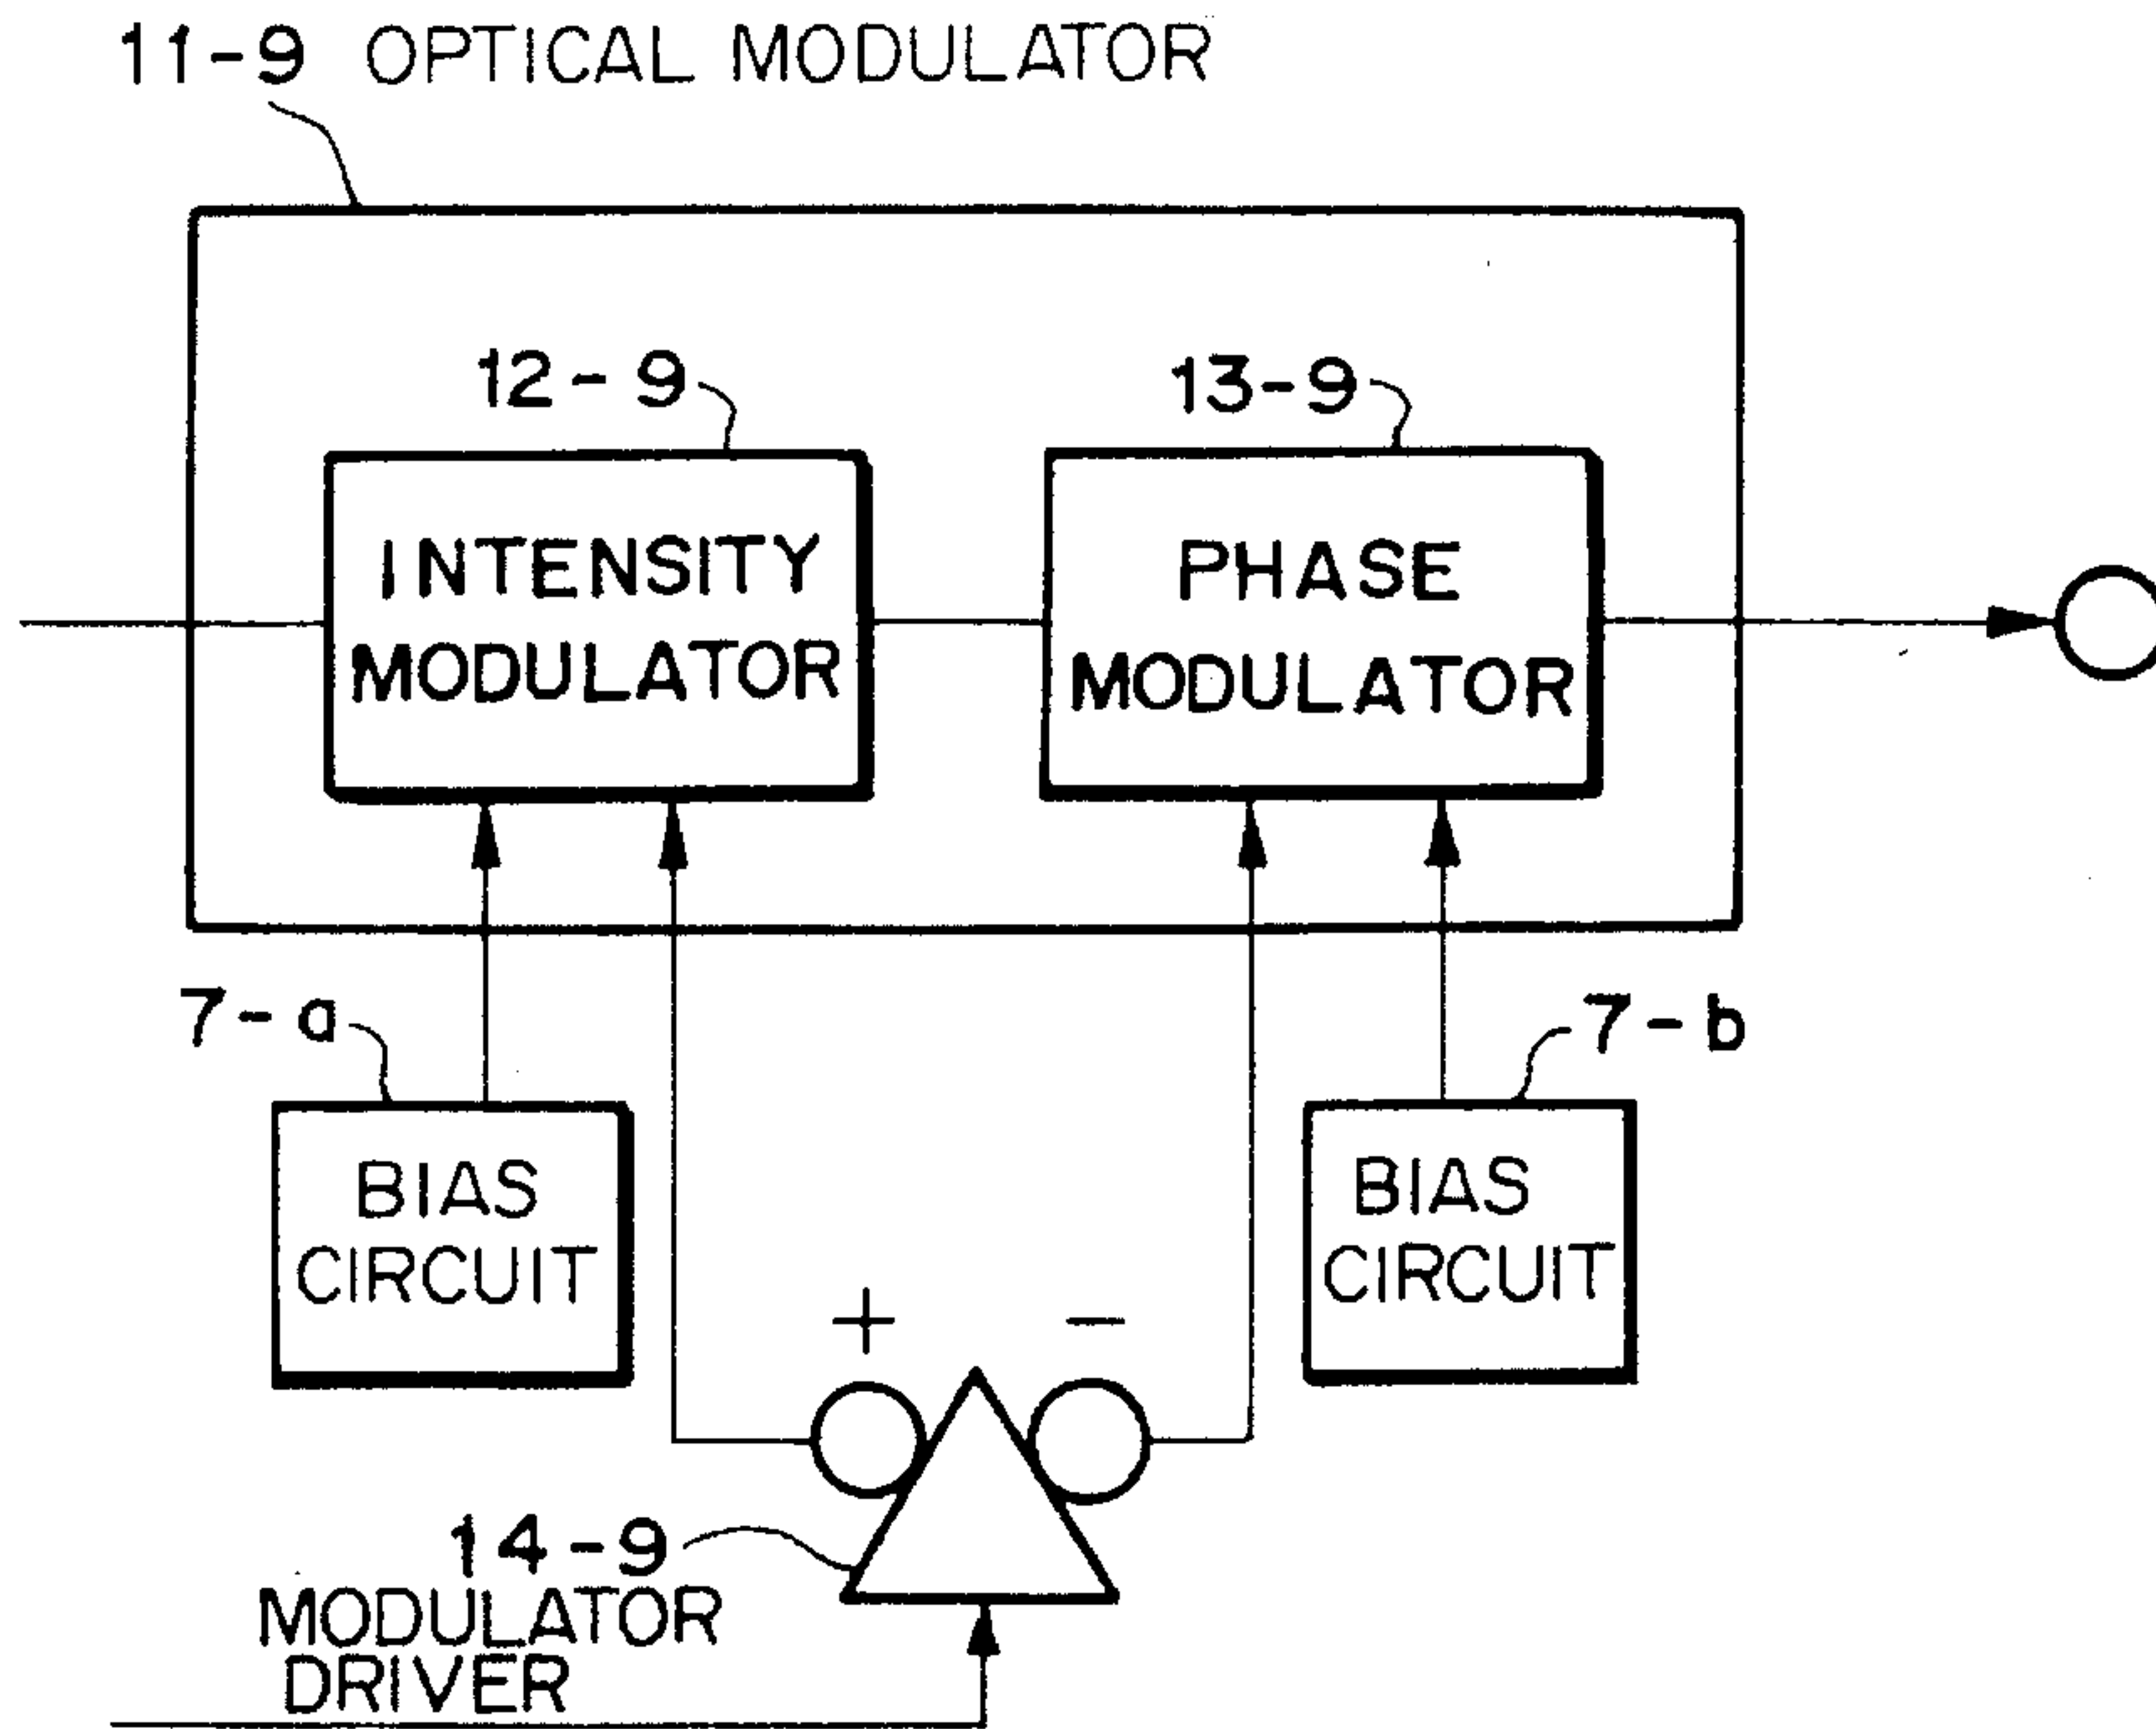 11-9 OPTICAL MODULATOR
12-9
13-9
INTENSITY
MODULATOR
PHASE
MODULATOR
7-a
7-b
BIAS
CIRCUIT
BIAS
CIRCUIT
+
−
14-9
MODULATOR
DRIVER